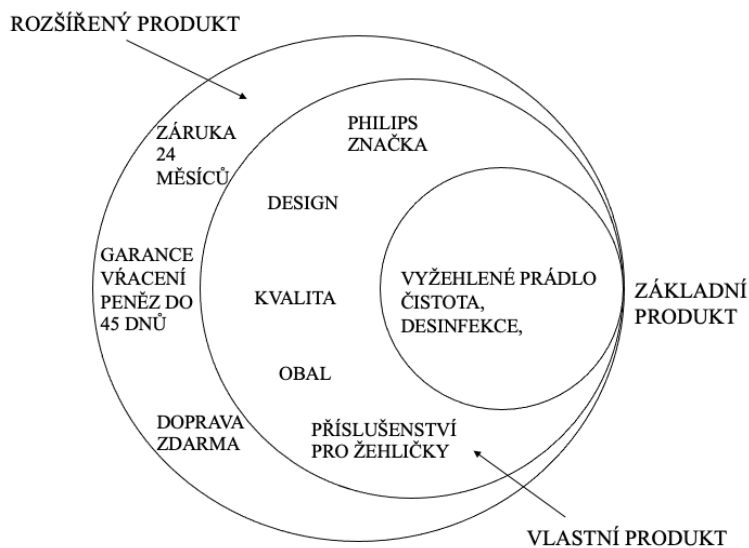 ROZŠÍŘENÝ PRODUKT
ZÁRUKA
24
MĚSÍCŮ
PHILIPS
ZNAČKA
DESIGN
GARANCE
VŘACENÍ
PENĚZ DO
45 DNŮ
KVALITA
VYŽEHLENÉ PRÁDLO
ČISTOTA,
DESINFEKCE,
ZÁKLADNÍ
PRODUKT
OBAL
DOPRAVA
ZDARMA
PŘÍSLUŠENSTVÍ
PRO ŽEHLIČKY
VLASTNÍ PRODUKT